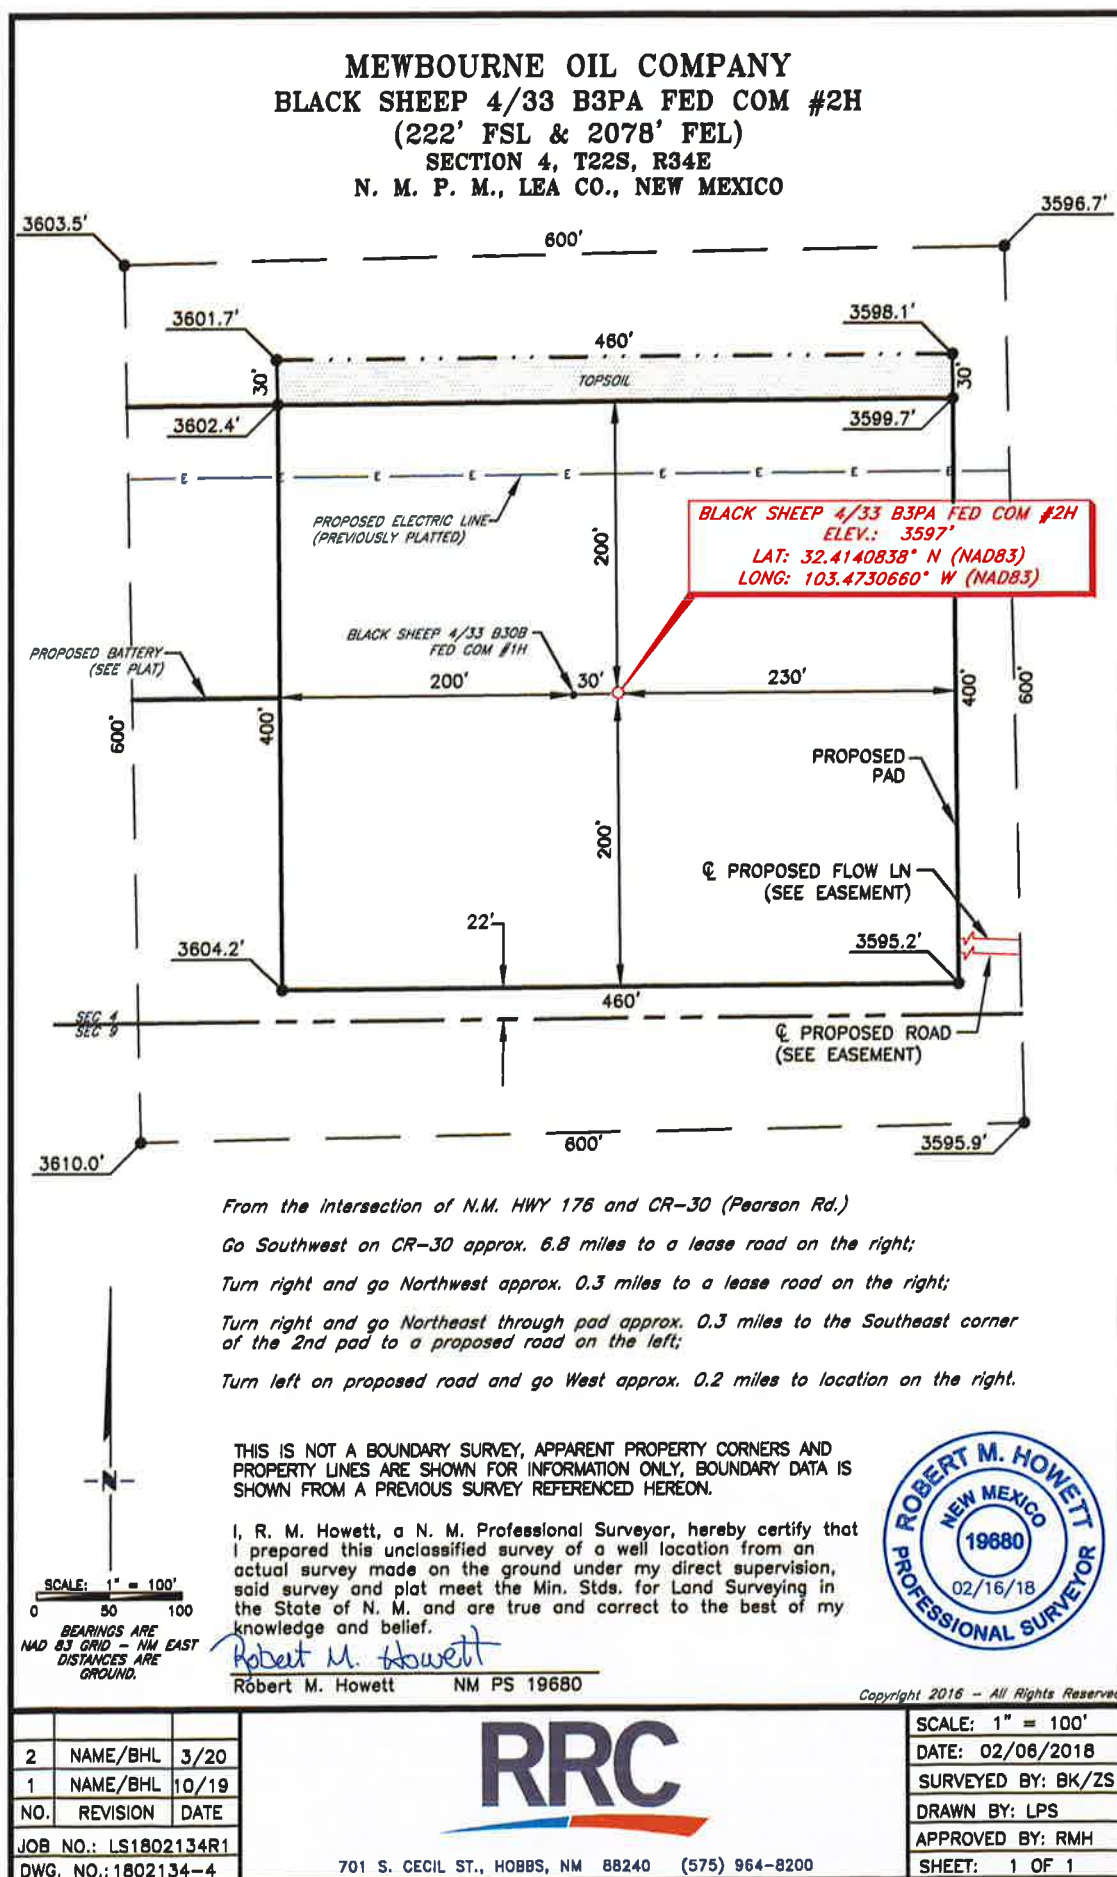 MEWBOURNE OIL COMPANY
BLACK SHEEP 4/33 B3PA FED COM #2H
(222' FSL & 2078' FEL)
SECTION 4, T22S, R34E
N. M. P. M., LEA CO., NEW MEXICO
3603.5'
3596.7'
600'
3601.7'
3598.1'
460'
30'
30'
TOPSOIL
3602.4'
3599.7'
E E E E E E E E E
PROPOSED ELECTRIC LINE
(PREVIOUSLY PLATTED)
200'
BLACK SHEEP 4/33 B3PA FED COM #2H
ELEV.: 3597'
LAT: 32.4140838° N (NAD83)
LONG: 103.4730660° W (NAD83)
BLACK SHEEP 4/33 B3OB
FED COM #1H
PROPOSED BATTERY
(SEE PLAT)
200'
30'
230'
600'
400'
400'
600'
PROPOSED
PAD
200'
℄ PROPOSED FLOW LN
(SEE EASEMENT)
22'
3604.2'
3595.2'
460'
SEC 4
SEC 9
℄ PROPOSED ROAD
(SEE EASEMENT)
600'
3610.0'
3595.9'
From the intersection of N.M. HWY 176 and CR-30 (Pearson Rd.)
Go Southwest on CR-30 approx. 6.8 miles to a lease road on the right;
Turn right and go Northwest approx. 0.3 miles to a lease road on the right;
Turn right and go Northeast through pad approx. 0.3 miles to the Southeast corner
of the 2nd pad to a proposed road on the left;
Turn left on proposed road and go West approx. 0.2 miles to location on the right.
THIS IS NOT A BOUNDARY SURVEY, APPARENT PROPERTY CORNERS AND
PROPERTY LINES ARE SHOWN FOR INFORMATION ONLY, BOUNDARY DATA IS
SHOWN FROM A PREVIOUS SURVEY REFERENCED HEREON.
I, R. M. Howett, a N. M. Professional Surveyor, hereby certify that
I prepared this unclassified survey of a well location from an
actual survey made on the ground under my direct supervision,
said survey and plat meet the Min. Stds. for Land Surveying in
the State of N. M. and are true and correct to the best of my
knowledge and belief.
Robert M. Howett
Robert M. Howett NM PS 19680
ROBERT M. HOWETT
NEW MEXICO
19680
02/16/18
PROFESSIONAL SURVEYOR
N
SCALE: 1" = 100'
0 50 100
BEARINGS ARE
NAD 83 GRID - NM EAST
DISTANCES ARE
GROUND.
Copyright 2016 - All Rights Reserved
2 NAME/BHL 3/20
1 NAME/BHL 10/19
NO. REVISION DATE
JOB NO.: LS1802134R1
DWG. NO.: 1802134-4
RRC
701 S. CECIL ST., HOBBS, NM 88240 (575) 964-8200
SCALE: 1" = 100'
DATE: 02/06/2018
SURVEYED BY: BK/ZS
DRAWN BY: LPS
APPROVED BY: RMH
SHEET: 1 OF 1